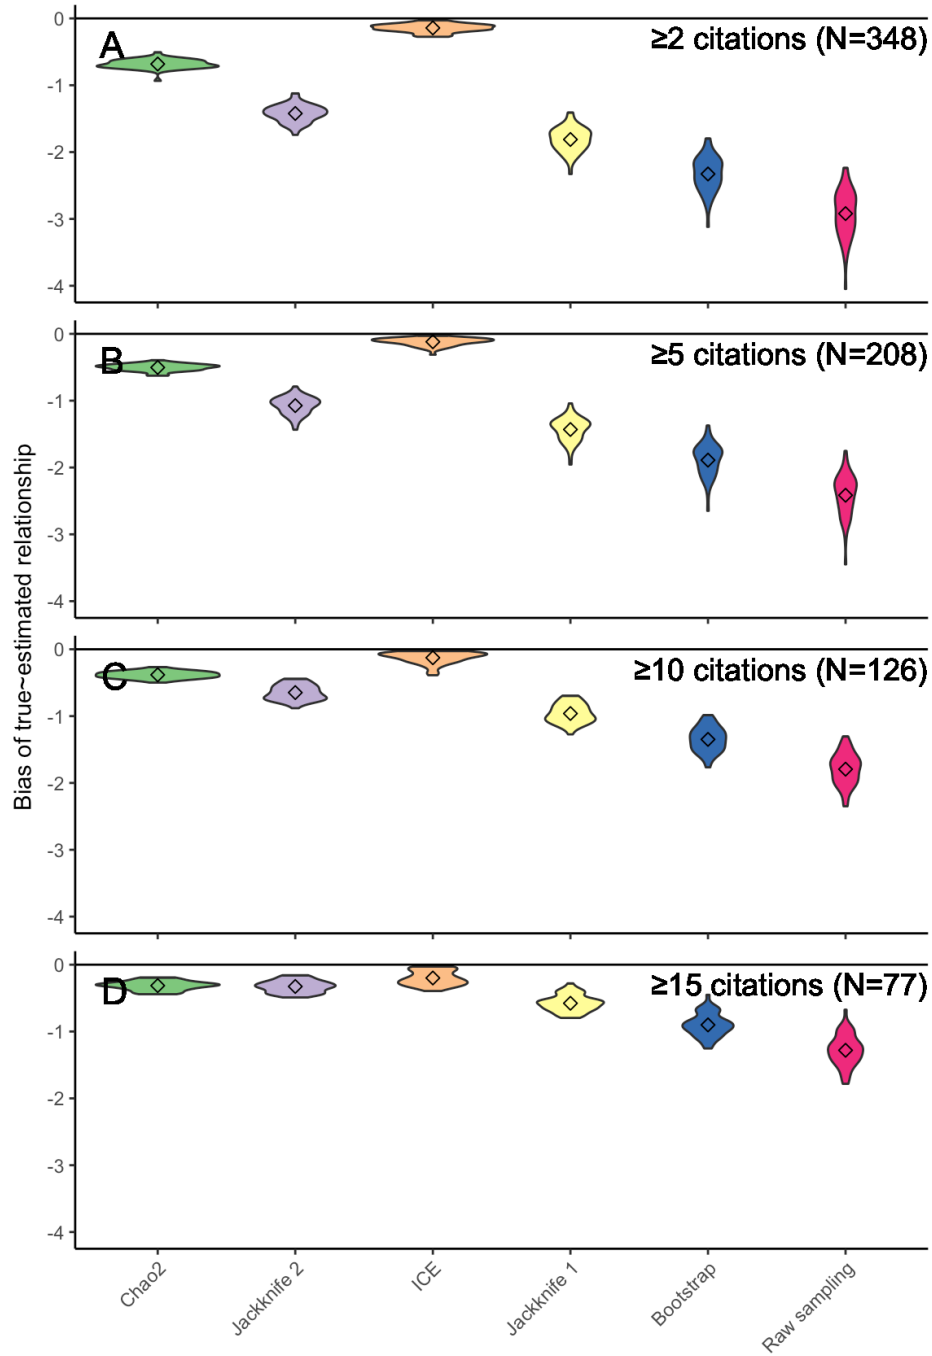 Bias of true~estimated relationship
A
≥2 citations (N=348)
0
-1
-2
-3
-4
B
≥5 citations (N=208)
0
-1
-2
-3
-4
C
≥10 citations (N=126)
0
-1
-2
-3
-4
D
≥15 citations (N=77)
0
-1
-2
-3
-4
Chao2
Jackknife 2
ICE
Jackknife 1
Bootstrap
Raw sampling